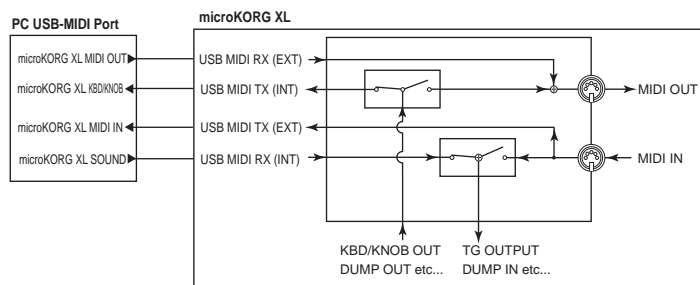 microKORG XL
PC USB-MIDI Port
microKORG XL MIDI OUT
USB MIDI RX (EXT)
microKORG XL KBD/KNOB
USB MIDI TX (INT)
MIDI OUT
microKORG XL MIDI IN
USB MIDI TX (EXT)
microKORG XL SOUND
USB MIDI RX (INT)
MIDI IN
KBD/KNOB OUT
DUMP OUT etc...
TG OUTPUT
DUMP IN etc...